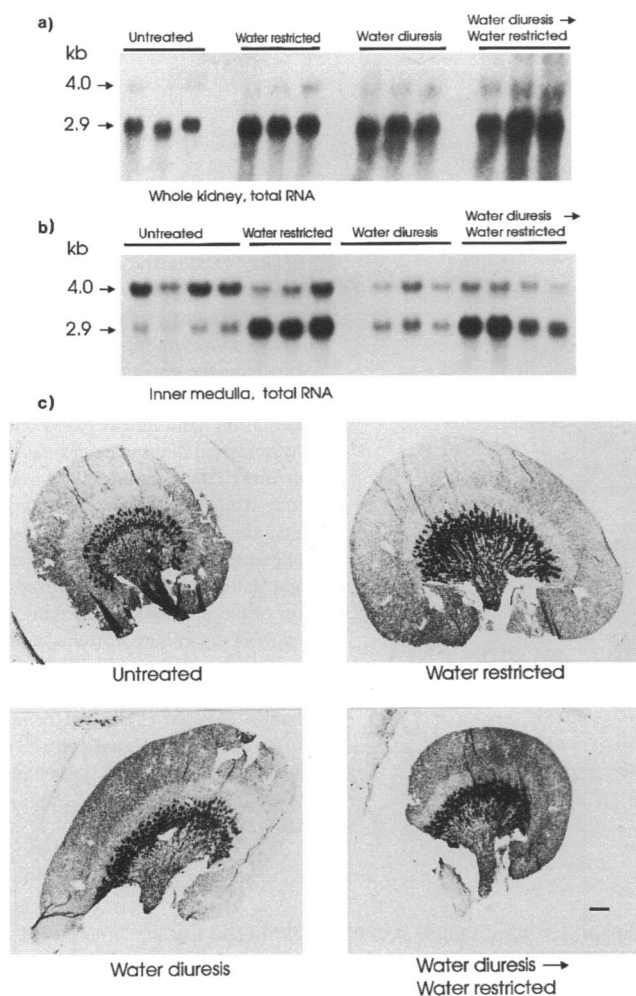 a)
Untreated
Water restricted
Water diuresis
Water diuresis →
Water restricted
kb
4.0 →
2.9 →
Whole kidney, total RNA
b)
Untreated
Water restricted
Water diuresis
Water diuresis →
Water restricted
kb
4.0 →
2.9 →
Inner medulla, total RNA
c)
Untreated
Water restricted
Water diuresis
Water diuresis →
Water restricted